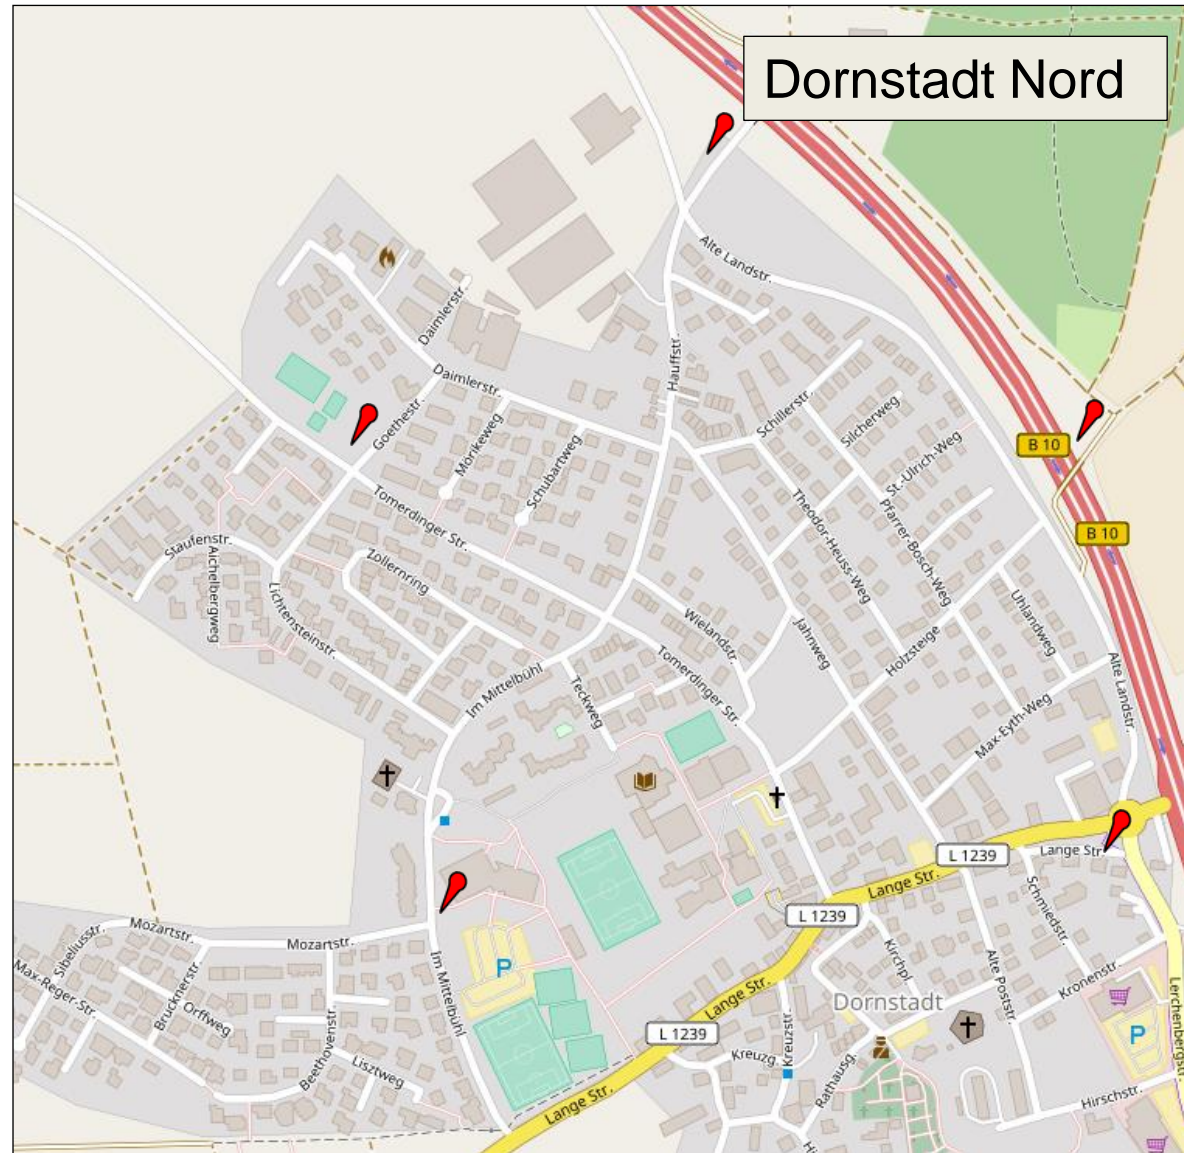 Dornstadt Nord
Alte Landstr.
Daimlerstr.
Hauffstr.
Daimlerstr.
Goethestr.
Mörikeweg
Schubartweg
Schillerstr.
Silcherweg
St.-Ulrich-Weg
B 10
B 10
Tomerdinger Str.
Theodor-Heuss-Weg
Pfarrer-Bosch-Weg
Staufenstr.
Aichelbergweg
Zollernring
Lichtensteinstr.
Wielandstr.
Jahnweg
Uhlandweg
Holzsteige
Tomerdinger Str.
Im Mittelbühl
Teckweg
Alte Landstr.
Max-Eyth-Weg
L 1239
Lange Str.
Lange Str.
L 1239
Schmiedstr.
Mozartstr.
Mozartstr.
Sibeliusstr.
Max-Reger-Str.
Brucknerstr.
Orffweg
Im Mittelbühl
P
Kirchpl.
Alte Poststr.
Kronenstr.
Lerchenbergstr.
Lange Str.
Dornstadt
L 1239
Beethovenstr.
Lisztweg
Kreuzg.
Kreuzstr.
Rathausg.
P
Lange Str.
Hirschstr.